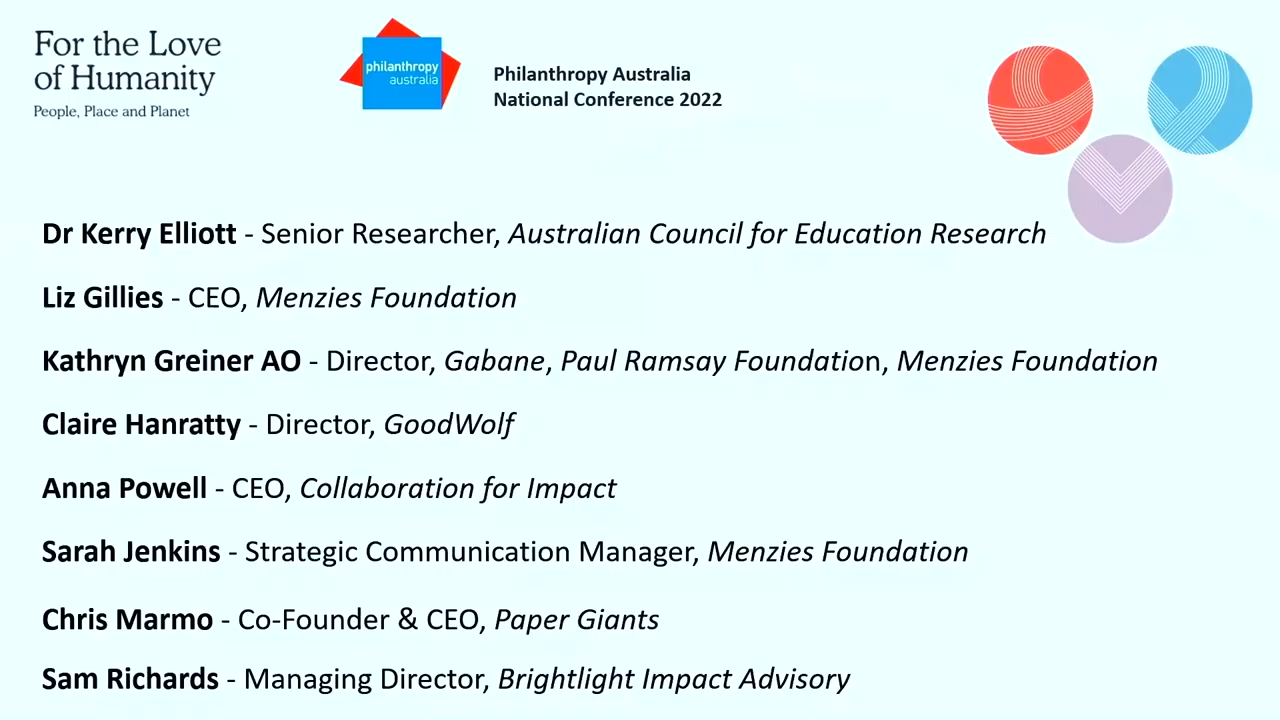 For the Love
of Humanity
People, Place and Planet
philanthropy
australia
Philanthropy Australia
National Conference 2022
Dr Kerry Elliott - Senior Researcher, Australian Council for Education Research
Liz Gillies - CEO, Menzies Foundation
Kathryn Greiner AO - Director, Gabane, Paul Ramsay Foundation, Menzies Foundation
Claire Hanratty - Director, GoodWolf
Anna Powell - CEO, Collaboration for Impact
Sarah Jenkins - Strategic Communication Manager, Menzies Foundation
Chris Marmo - Co-Founder & CEO, Paper Giants
Sam Richards - Managing Director, Brightlight Impact Advisory